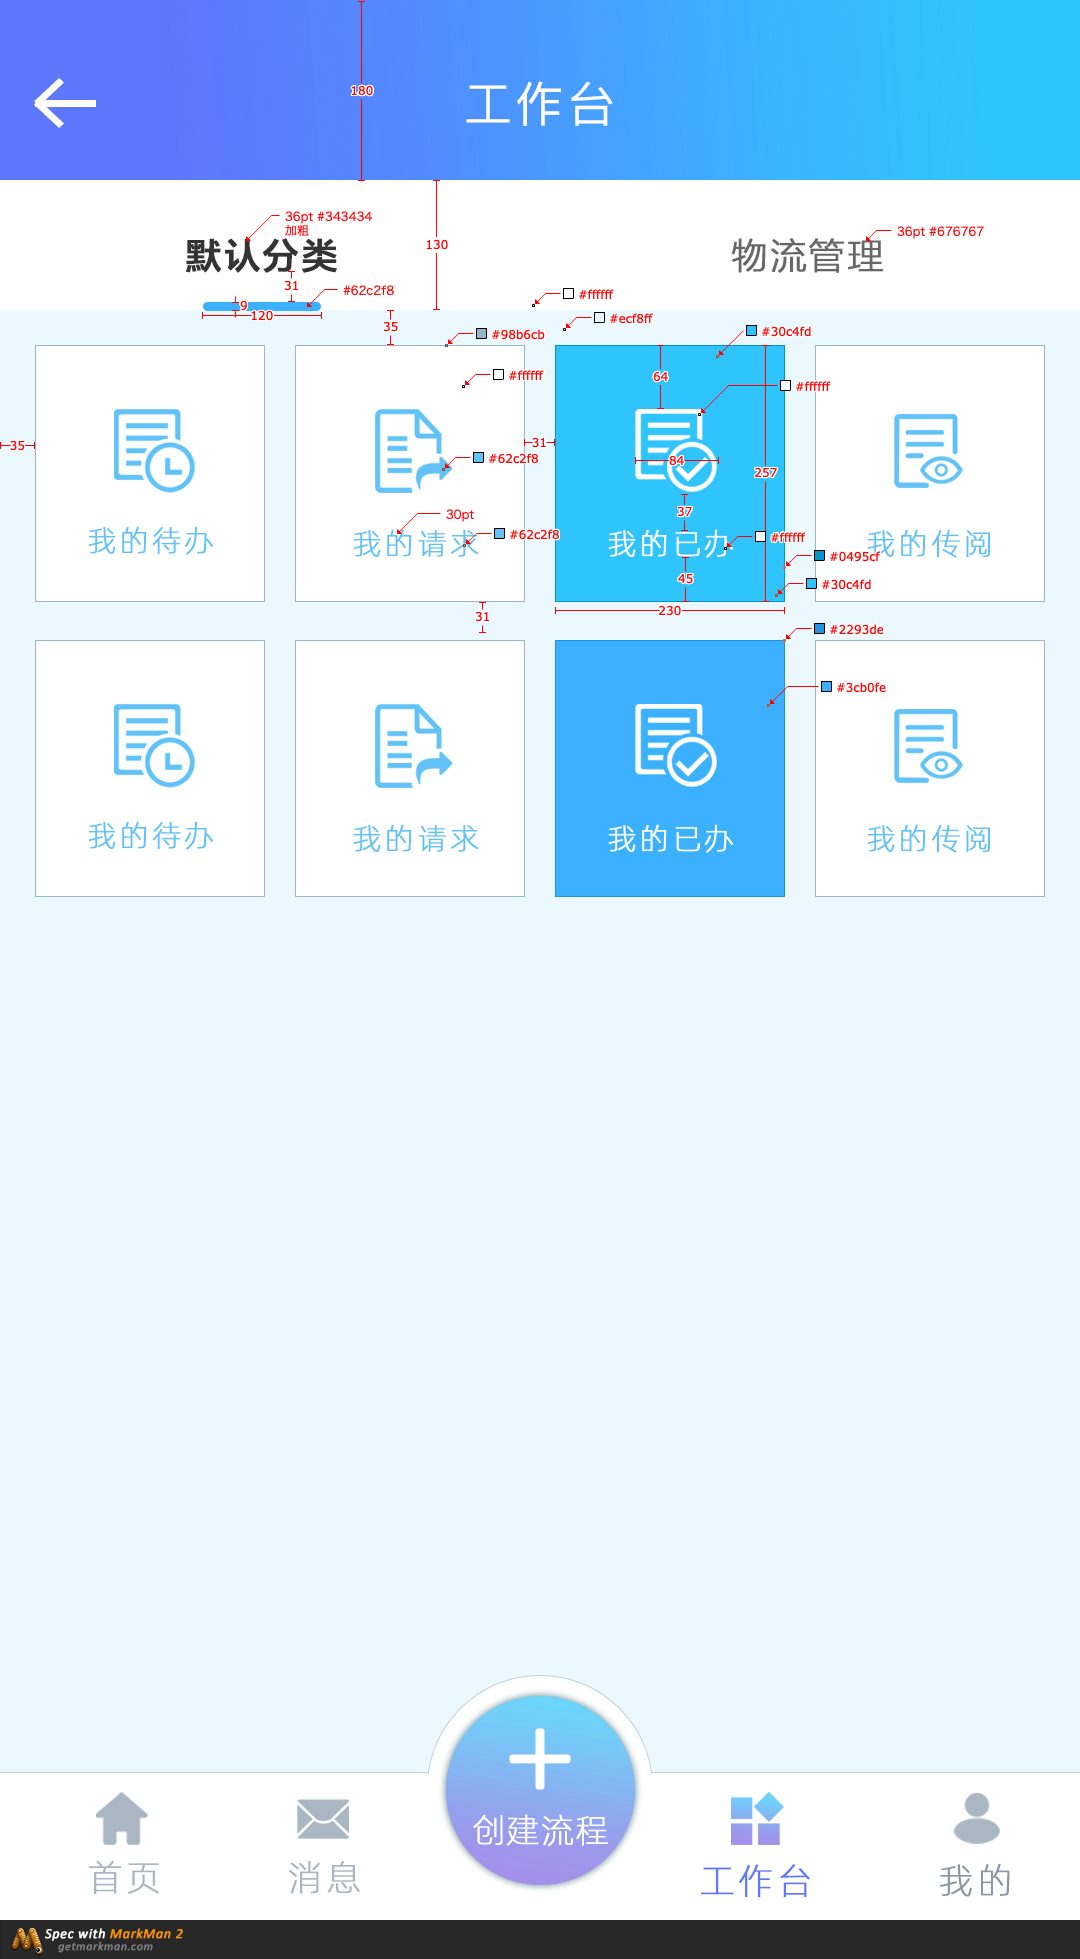 180
工作台
36pt #343434
加粗
130
36pt #676767
默认分类
物流管理
31
#62c2f8
9
120
#ffffff
35
#ecf8ff
#98b6cb
#30c4fd
#ffffff
64
#ffffff
35
31
#62c2f8
84
257
37
30pt
#62c2f8
#ffffff
我的待办
我的请求
我的已办
我的传阅
#0495cf
45
#30c4fd
230
31
#2293de
#3cb0fe
我的待办
我的请求
我的已办
我的传阅
创建流程
首页
消息
工作台
我的
Spec with MarkMan 2
getmarkman.com